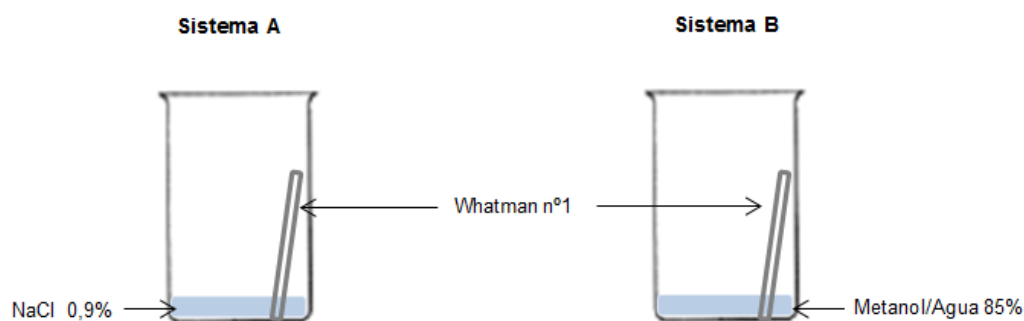 Sistema A
Sistema B
Whatman nº1
NaCl 0,9%
Metanol/Agua 85%